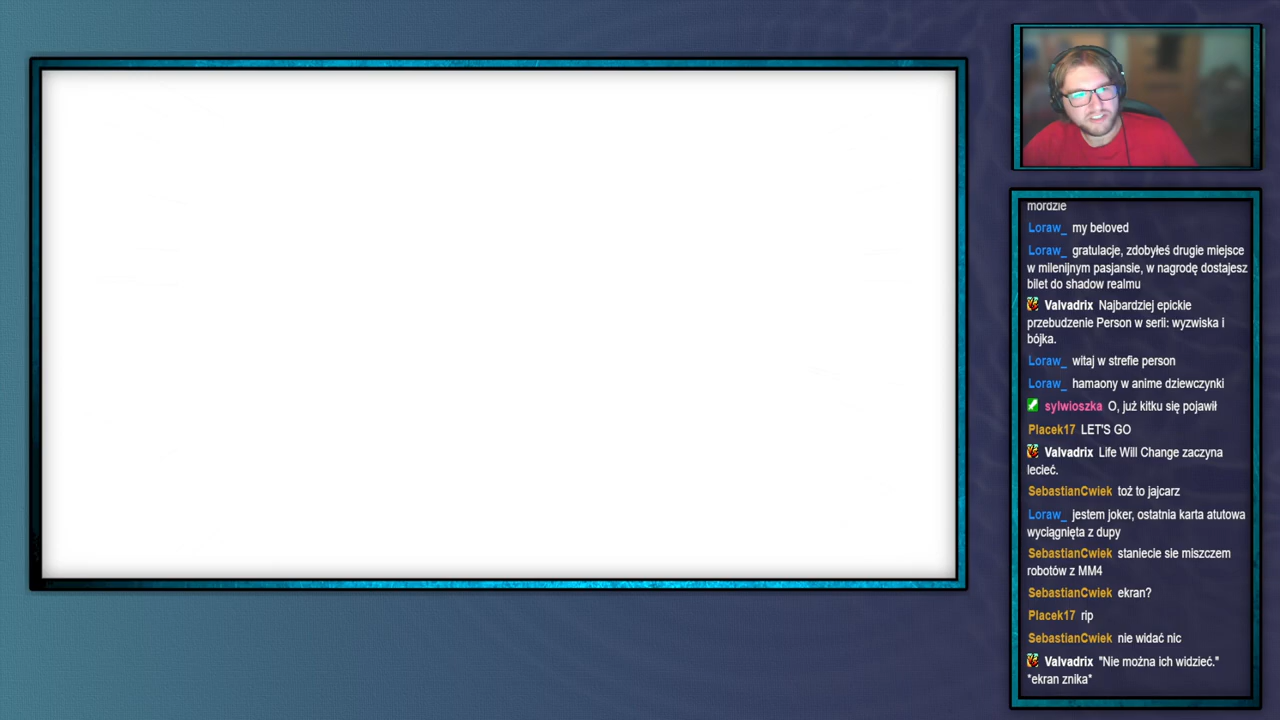 mordzie
Loraw_ my beloved
Loraw_ gratulacje, zdobyłeś drugie miejsce
w milenijnym pasjansie, w nagrodę dostajesz
bilet do shadow realmu
Valvadrix Najbardziej epickie
przebudzenie Person w serii: wyzwiska i
bójka.
Loraw_ witaj w strefie person
Loraw_ hamaony w anime dziewczynki
sylwioszka O, już kitku się pojawił
Placek17 LET'S GO
Valvadrix Life Will Change zaczyna
lecieć.
SebastianCwiek toż to jajcarz
Loraw_ jestem joker, ostatnia karta atutowa
wyciągnięta z dupy
SebastianCwiek staniecie sie miszczem
robotów z MM4
SebastianCwiek ekran?
Placek17 rip
SebastianCwiek nie widać nic
Valvadrix "Nie można ich widzieć."
*ekran znika*